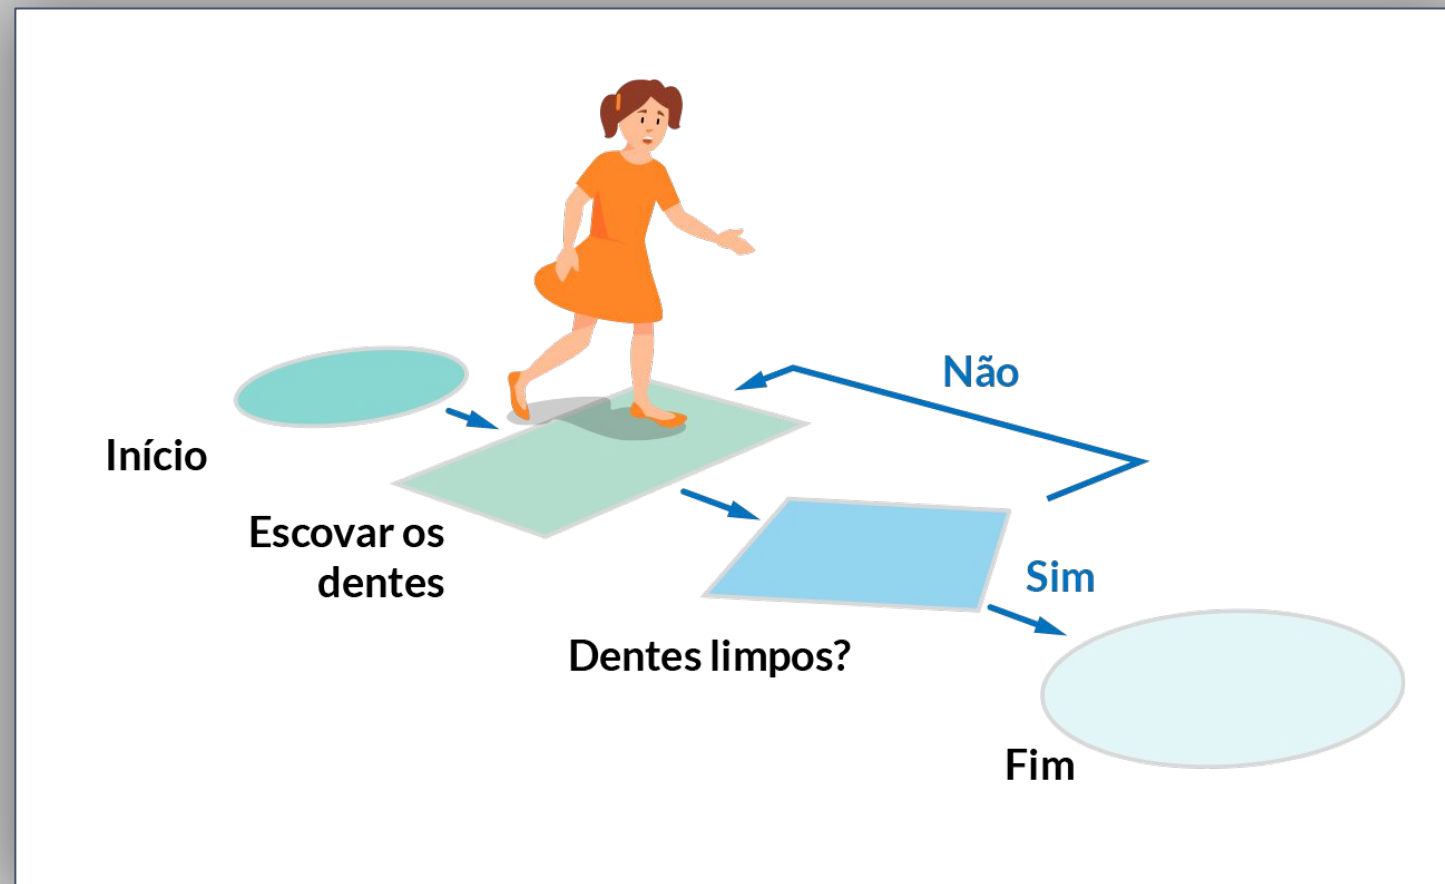 Início
Escovar os
dentes
Dentes limpos?
Não
Sim
Fim